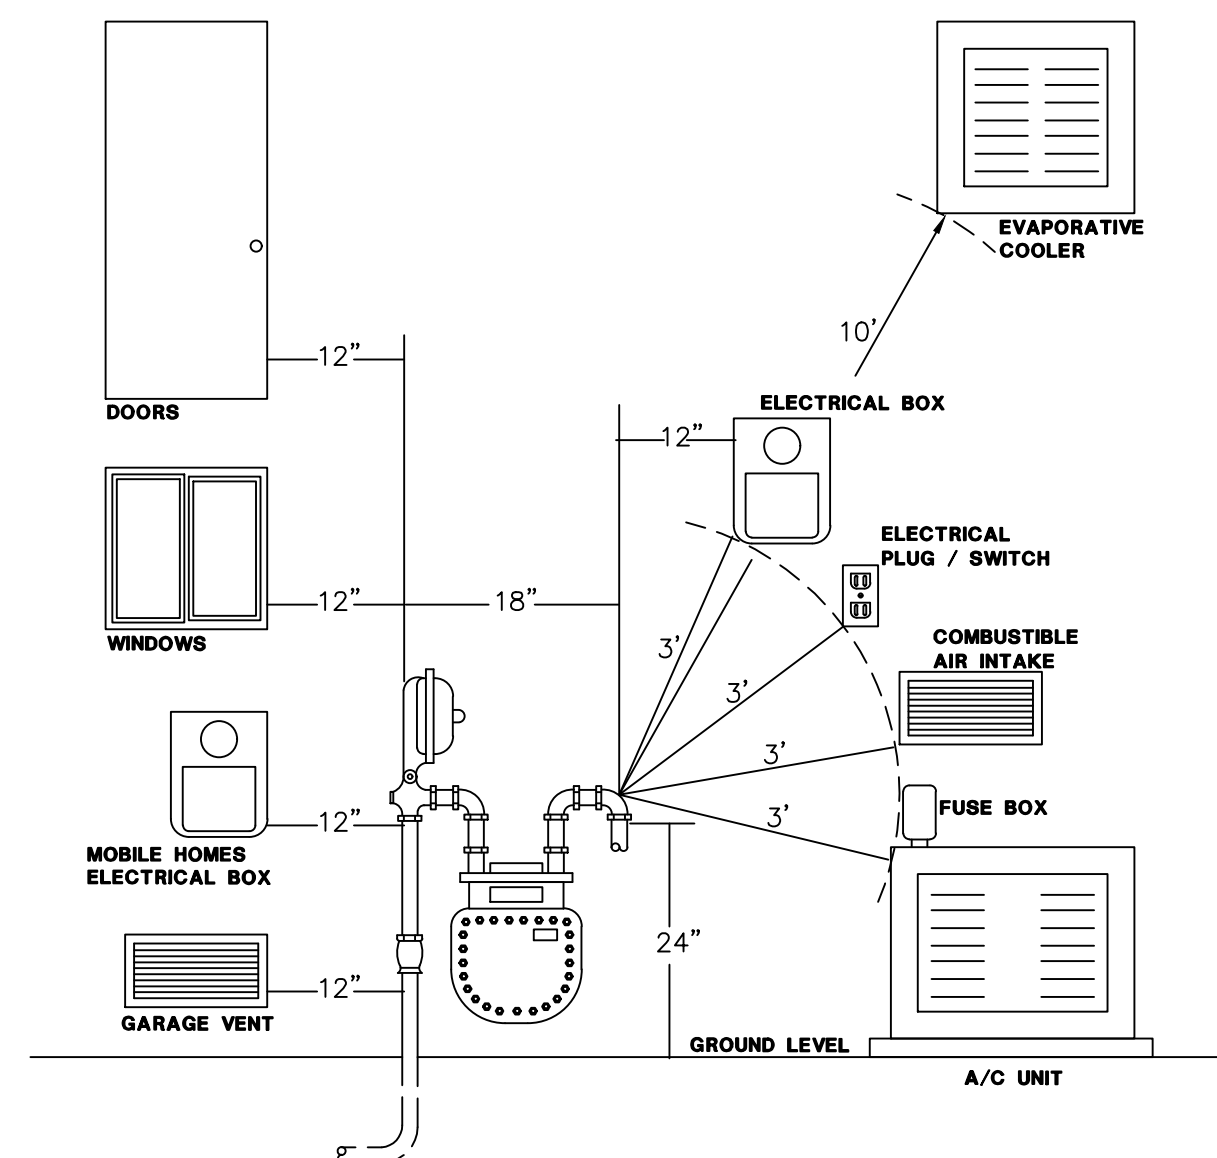 EVAPORATIVE
COOLER
10’
12”
DOORS
ELECTRICAL BOX
12”
ELECTRICAL
PLUG / SWITCH
12”
18”
WINDOWS
3’
COMBUSTIBLE
AIR INTAKE
3’
3’
FUSE BOX
3’
12”
MOBILE HOMES
ELECTRICAL BOX
24”
12”
GARAGE VENT
GROUND LEVEL
A/C UNIT